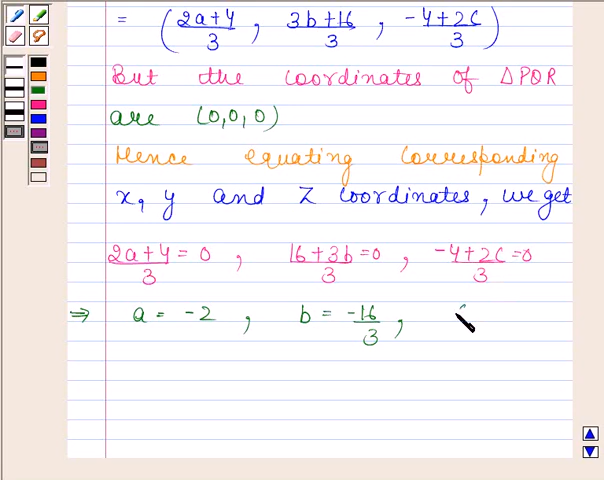 = (2a+4/3, 3b+16/3, -4+2c/3)
But the coordinates of ΔPQR
are (0,0,0)
Hence equating corresponding
x, y and z coordinates, we get
2a+4/3 = 0, 16+3b/3 = 0, -4+2c/3 = 0
⇒ a = -2, b = -16/3,